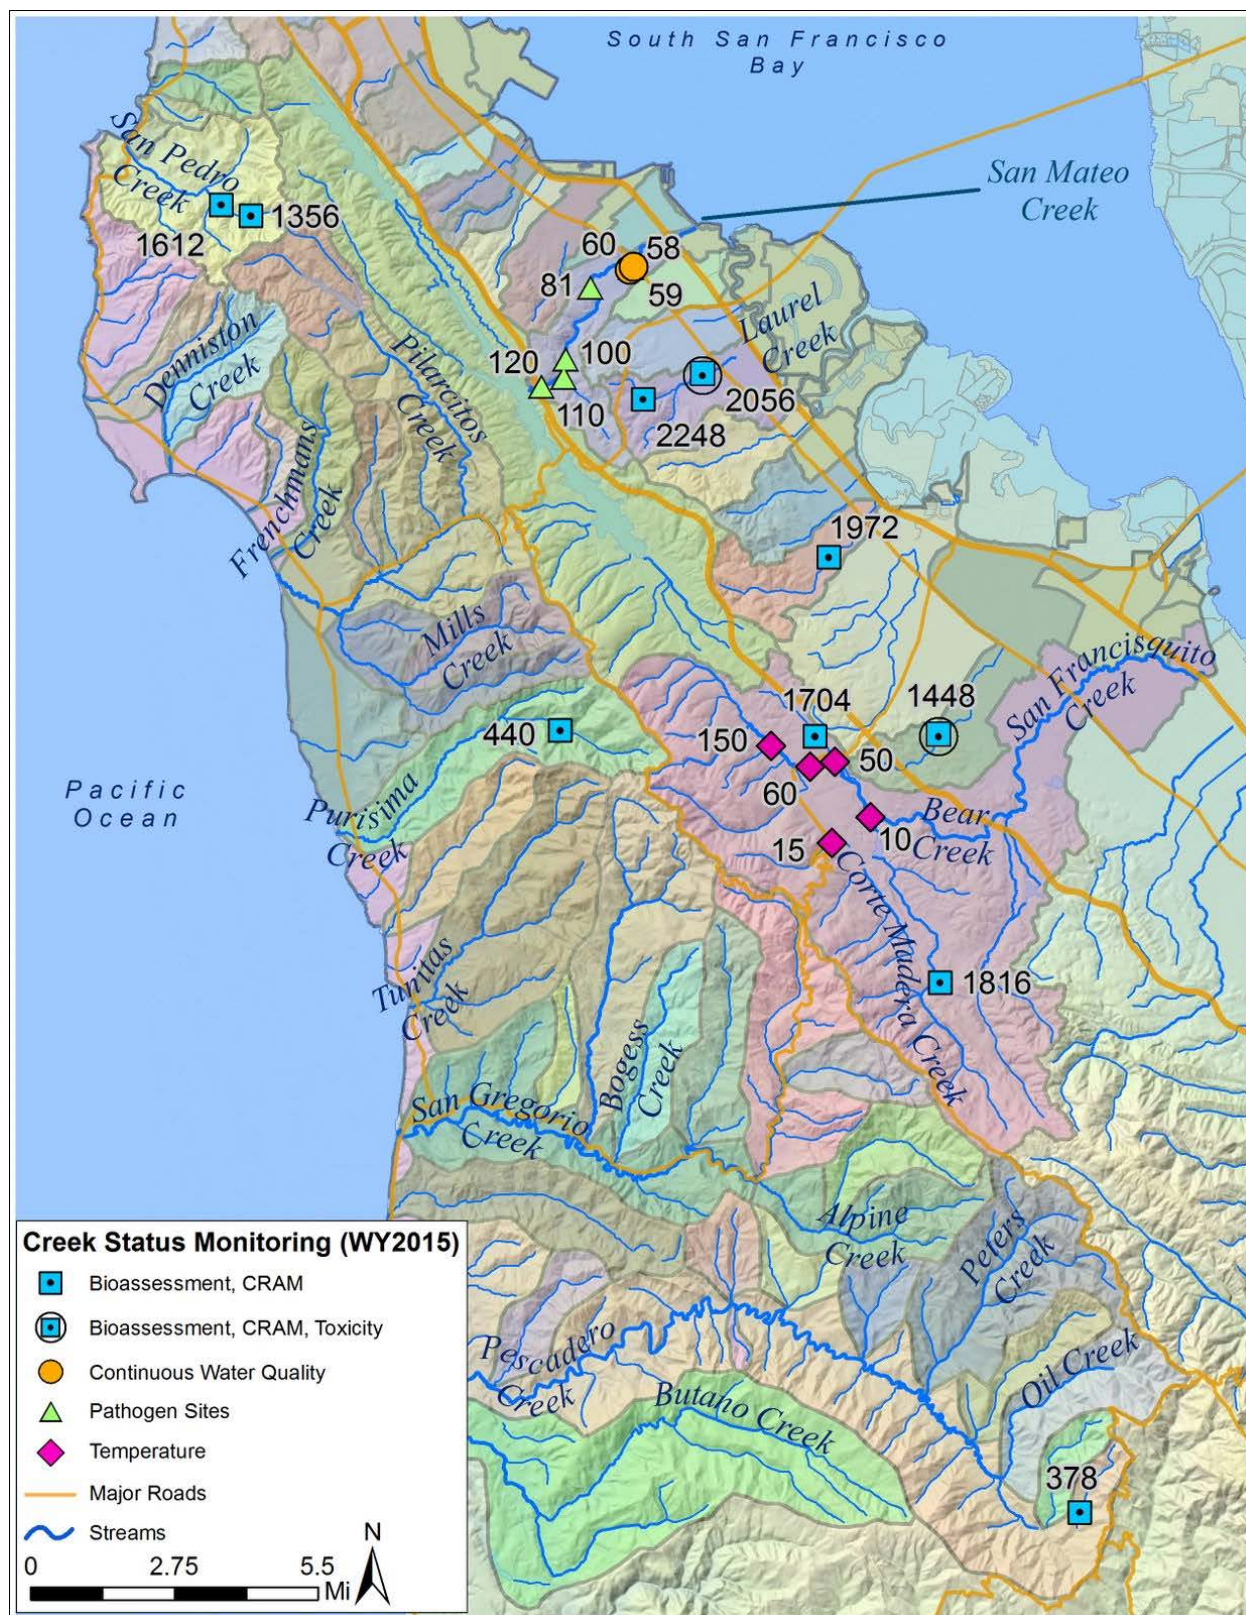 South San Francisco
Bay
San Mateo
Creek
San Pedro
Creek
1612
1356
60
58
81
59
Laurel
Creek
Denniston
Creek
Pilarcitos
Creek
120
100
110
2056
2248
Frenchmans
Creek
1972
Mills
Creek
San Francisquito
Creek
1704
1448
440
150
50
60
Pacific
Ocean
Purisima
Creek
Bear
Creek
10
15
Corte Madera Creek
Tunitas
Creek
1816
Bogess
Creek
San Gregorio
Creek
Alpine
Creek
Peters
Creek
Pescadero
Creek
Butano Creek
Oil Creek
378
Creek Status Monitoring (WY2015)
Bioassessment, CRAM
Bioassessment, CRAM, Toxicity
Continuous Water Quality
Pathogen Sites
Temperature
Major Roads
Streams
N
0 2.75 5.5
Mi